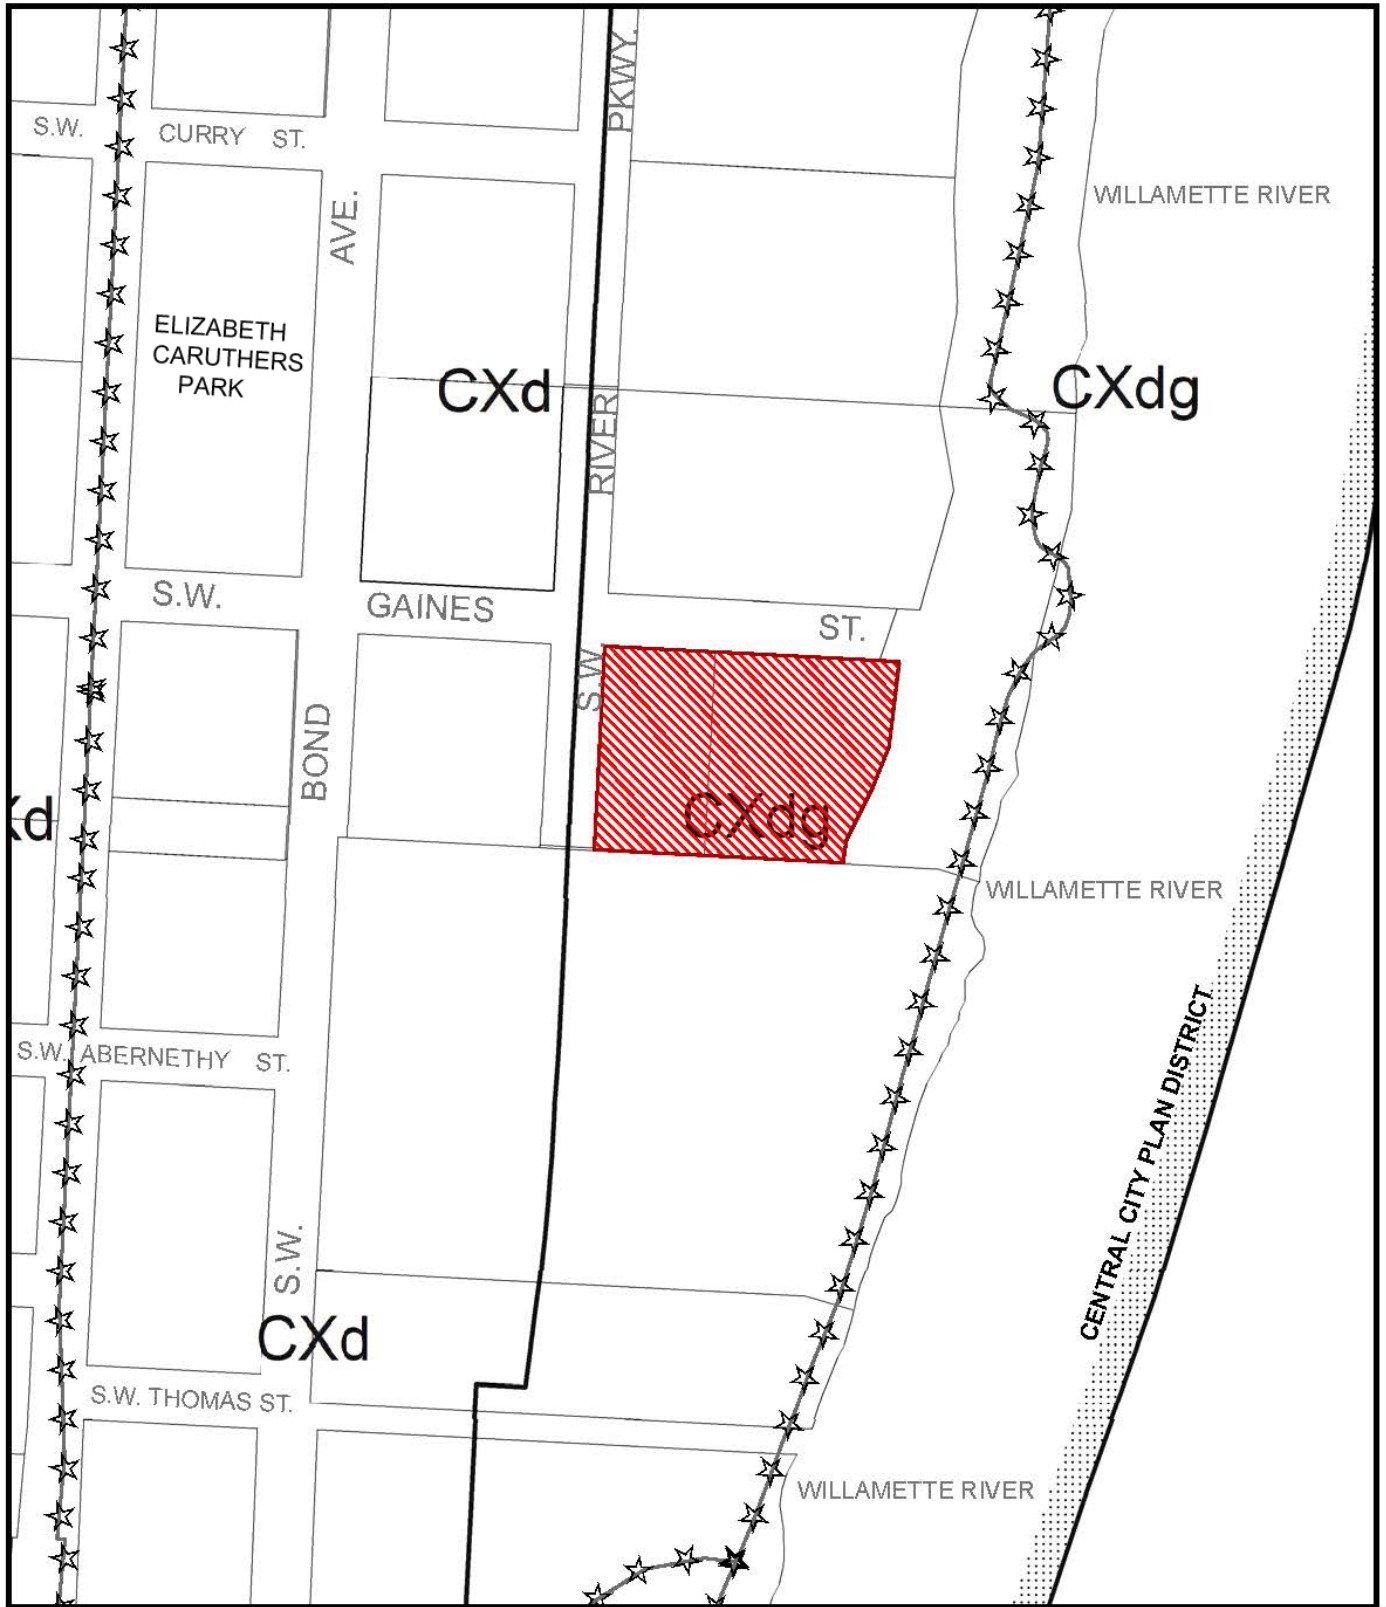 PKWY.
S.W.
CURRY ST.
AVE.
WILLAMETTE RIVER
ELIZABETH
CARUTHERS
PARK
CXd
CXdg
RIVER
S.W.
GAINES
ST.
S.W.
BOND
CXdg
Xd
WILLAMETTE RIVER
S.W. ABERNETHY ST.
CENTRAL CITY PLAN DISTRICT
S.W.
CXd
S.W. THOMAS ST.
WILLAMETTE RIVER